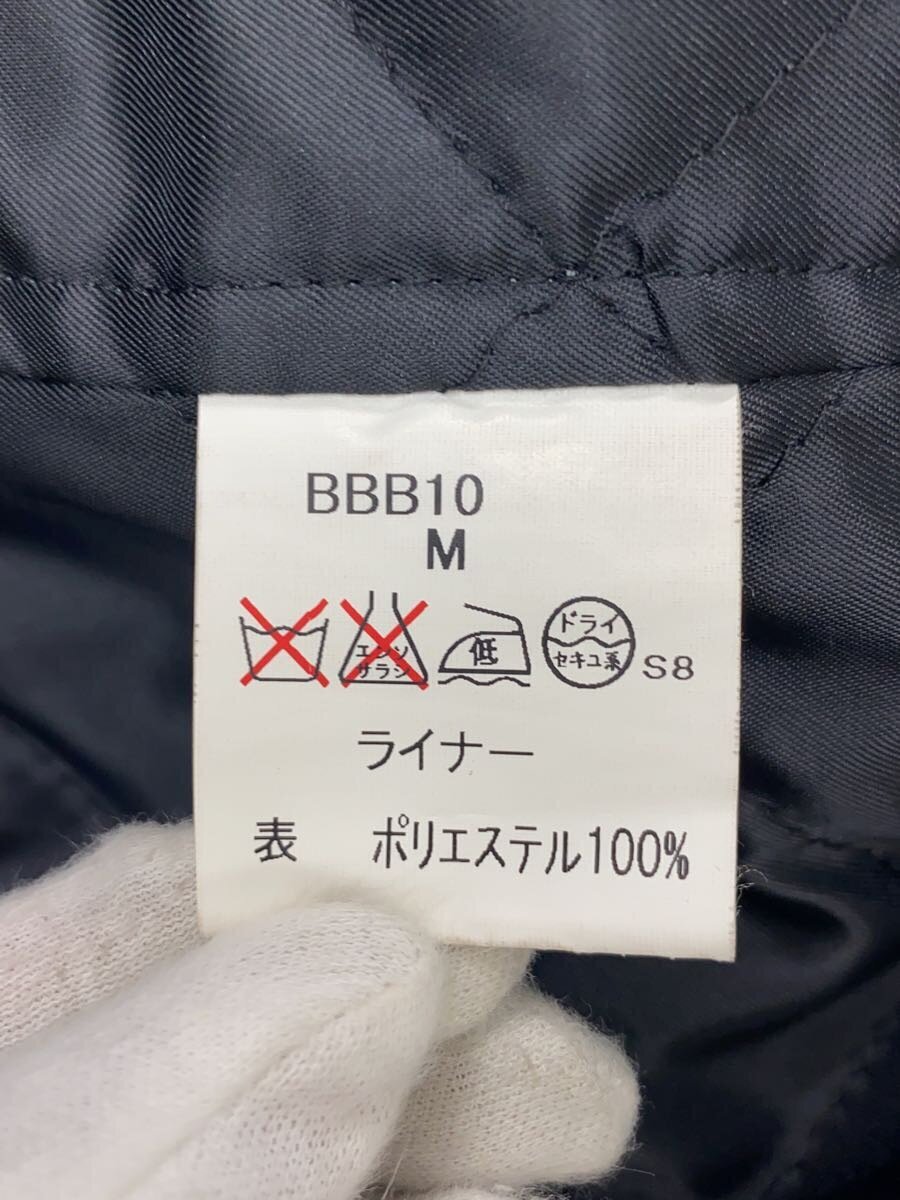 BBB10
M
エンソ
サラシ
低
ドライ
セキユ系
S8
ライナー
表 ポリエステル100%